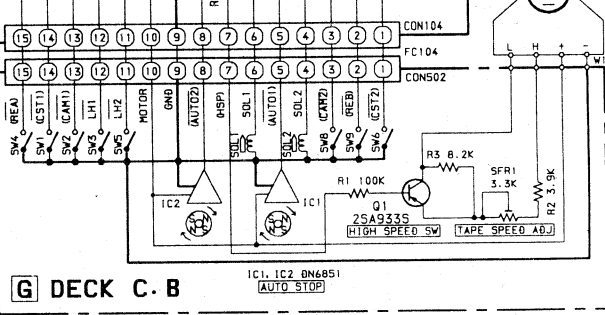 R
15 14 13 12 11 10 9 8 7 6 5 4 3 2 1 CON104
FC104
15 14 13 12 11 10 9 8 7 6 5 4 3 2 1 CON502
L H + -
W1
(REA) (CST1) (CAM1) LH1 LH2 MOTOR GND (AUTO2) (HSP) SOL1 (AUTO1) SOL2 (CAM2) (REB) (CST2)
SW4 SW1 SW2 SW3 SW5 SOL1 SOL2 SW8 SW9 SW6
R3 8.2K
SFR1
3.3K
R1 100K
R2 3.9K
IC2 IC1
Q1
2SA933S
HIGH SPEED SW TAPE SPEED ADJ
IC1, IC2 DN6851
AUTO STOP
G DECK C. B